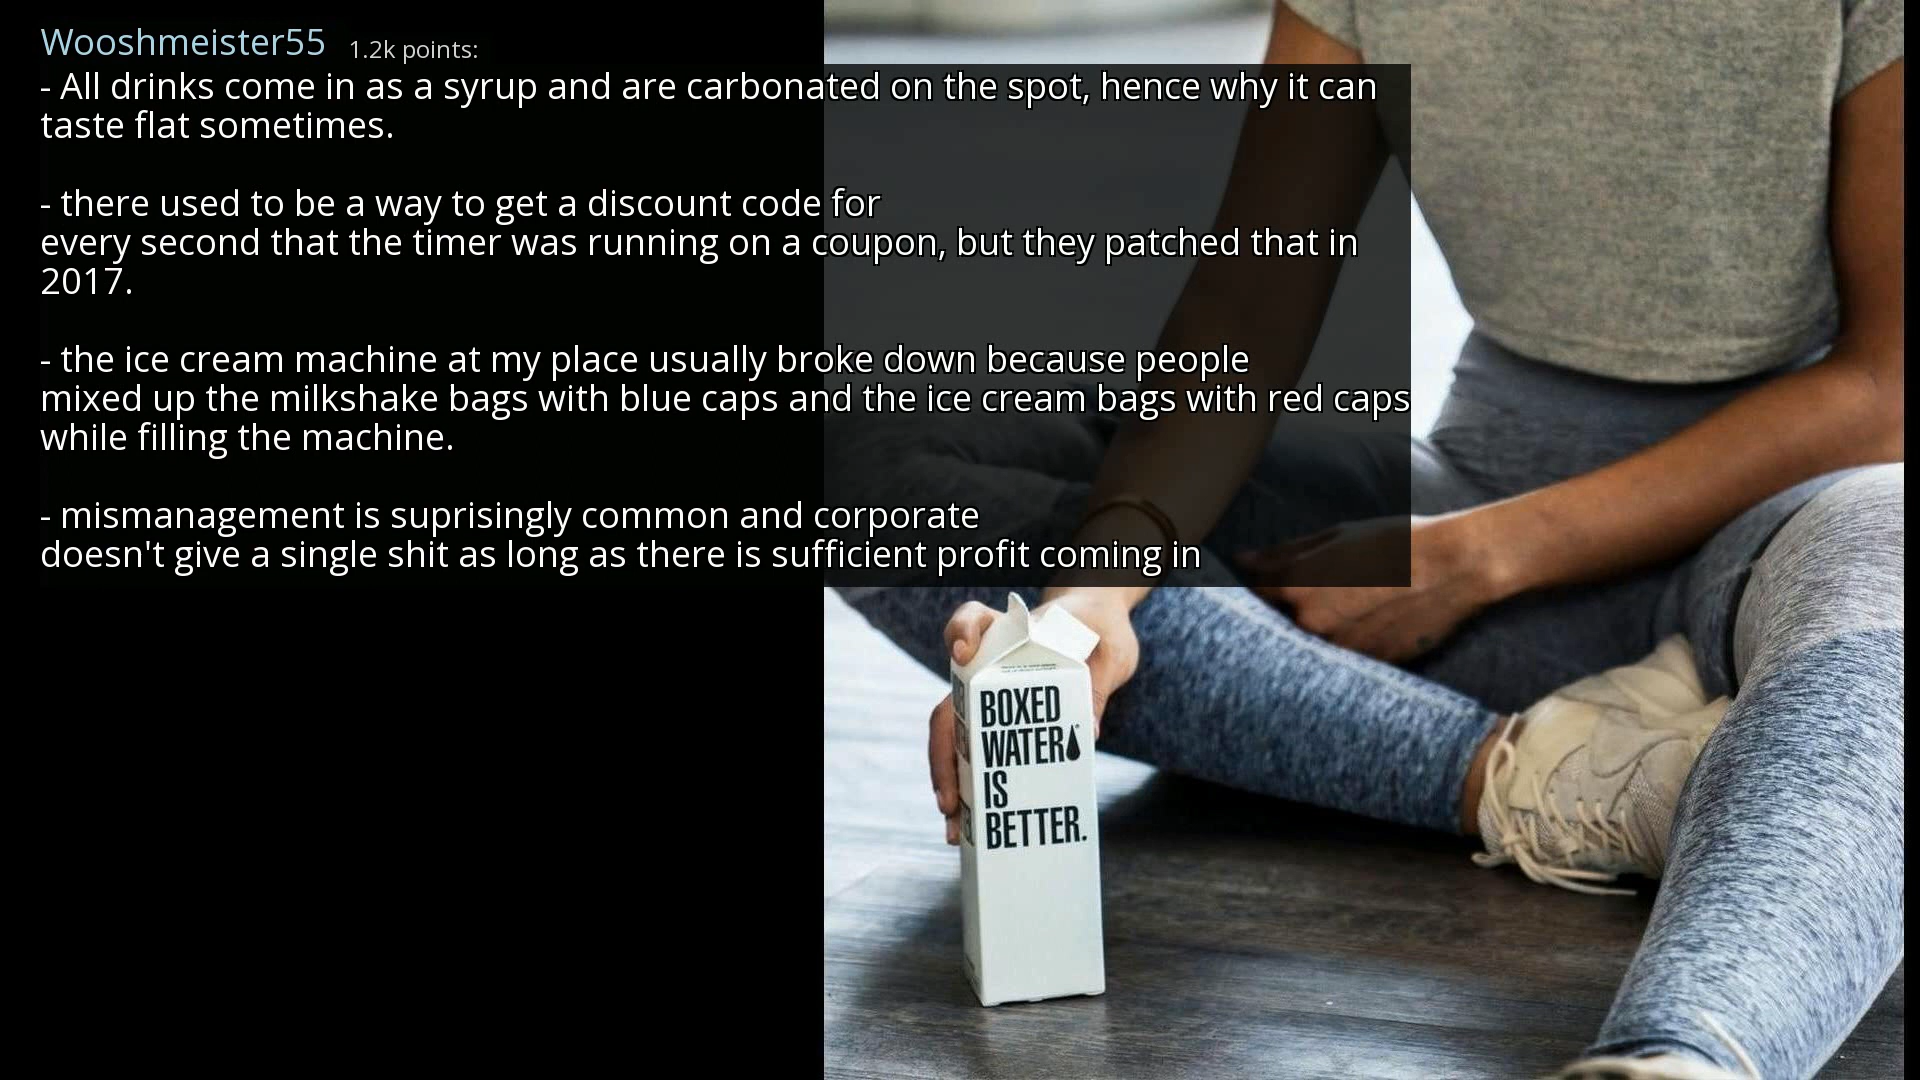 Wooshmeister55 1.2k points:
- All drinks come in as a syrup and are carbonated on the spot, hence why it can
taste flat sometimes.
- there used to be a way to get a discount code for
every second that the timer was running on a coupon, but they patched that in
2017.
- the ice cream machine at my place usually broke down because people
mixed up the milkshake bags with blue caps and the ice cream bags with red caps
while filling the machine.
- mismanagement is suprisingly common and corporate
doesn't give a single shit as long as there is sufficient profit coming in
BOXED
WATER
IS
BETTER.